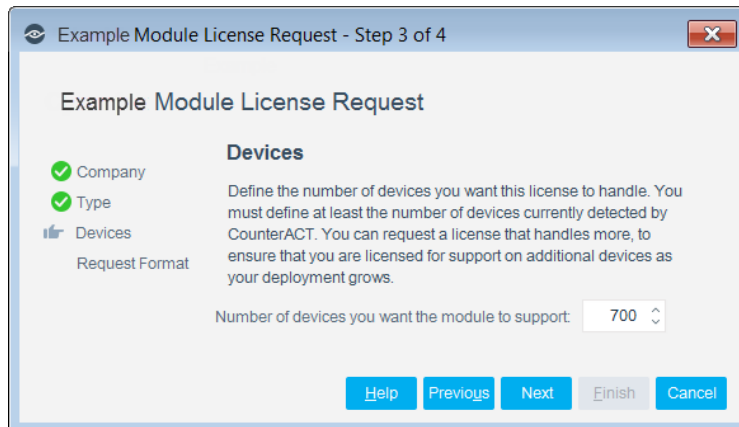 Example Module License Request - Step 3 of 4
Example Module License Request
Company
Type
Devices
Request Format
Devices
Define the number of devices you want this license to handle. You
must define at least the number of devices currently detected by
CounterACT. You can request a license that handles more, to
ensure that you are licensed for support on additional devices as
your deployment grows.
Number of devices you want the module to support: 700
Help Previous Next Finish Cancel